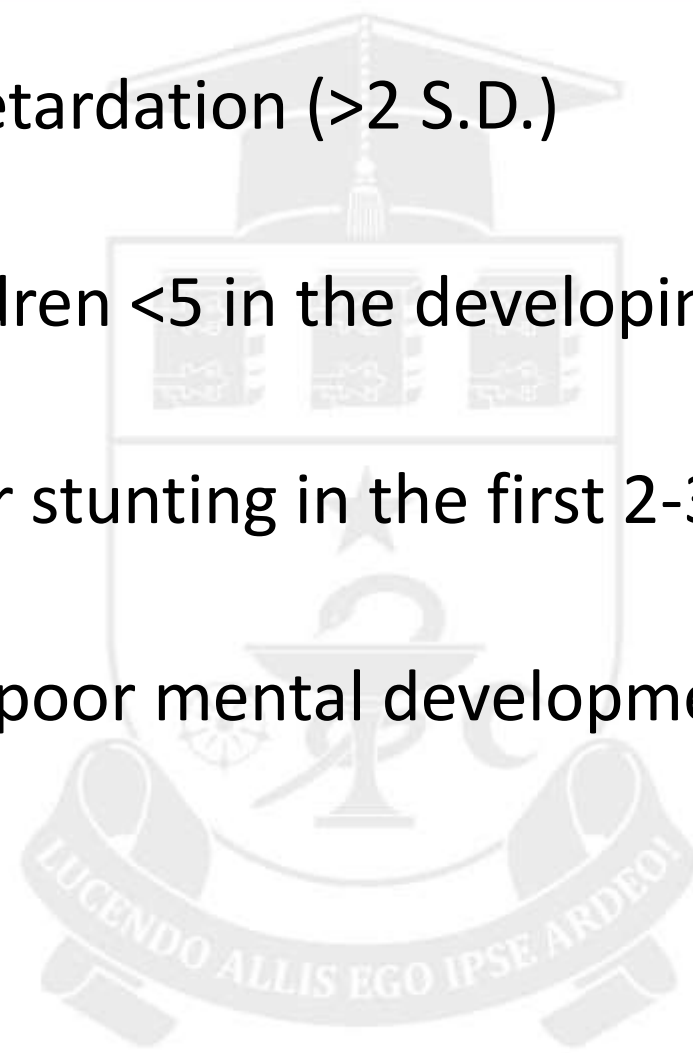 etardation (>2 S.D.)
dren <5 in the developin
r stunting in the first 2-3
poor mental developme
LUCENDO ALLIS EGO IPSE ARDEO!